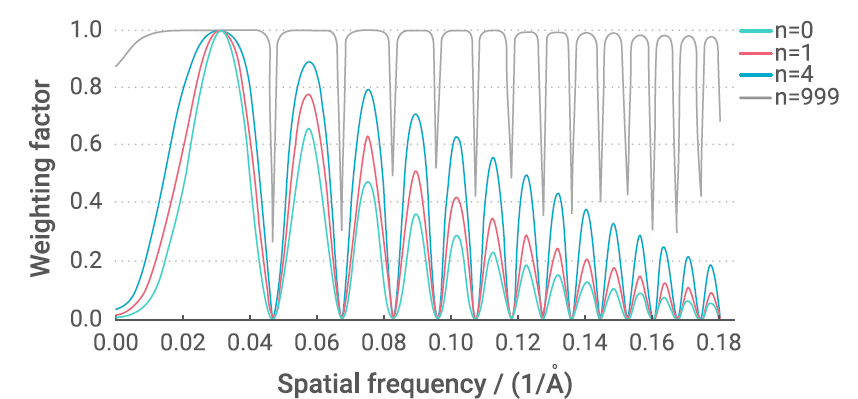 Weighting factor
1.0
0.8
0.6
0.4
0.2
0.0
0.00 0.02 0.04 0.06 0.08 0.10 0.12 0.14 0.16 0.18
Spatial frequency / (1/Å)
n=0
n=1
n=4
n=999